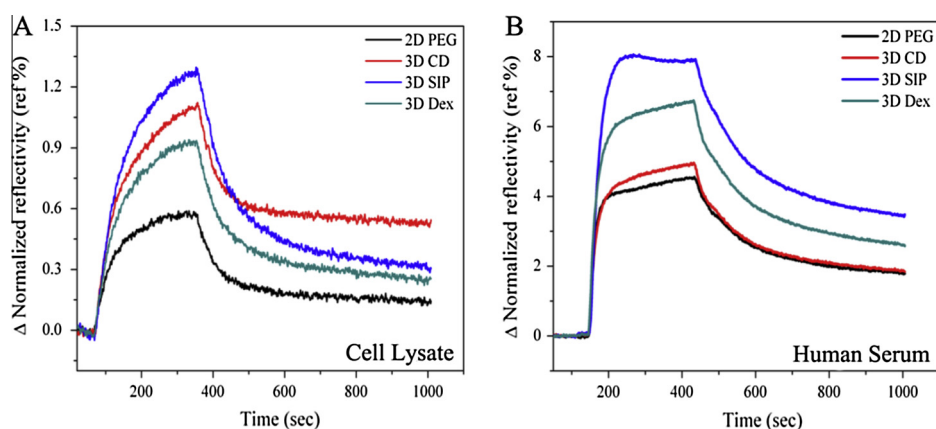 A
2D PEG
3D CD
3D SIP
3D Dex
1.5
1.2
0.9
0.6
0.3
0.0
Δ Normalized reflectivity (ref %)
Cell Lysate
200 400 600 800 1000
Time (sec)
B
2D PEG
3D CD
3D SIP
3D Dex
8
6
4
2
0
Δ Normalized reflectivity (ref %)
Human Serum
200 400 600 800 1000
Time (sec)